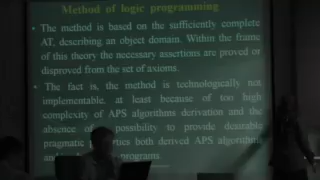 Method of logic programming
• The method is based on the sufficiently complete
AT, describing an object domain. Within the frame
of this theory the necessary assertions are proved or
disproved from the set of axioms.
• The fact is, the method is technologically not
implementable, at least because of too high
complexity of APS algorithms derivation and the
absence of possibility to provide desirable
pragmatic properties both derived APS algorithms
and programs.